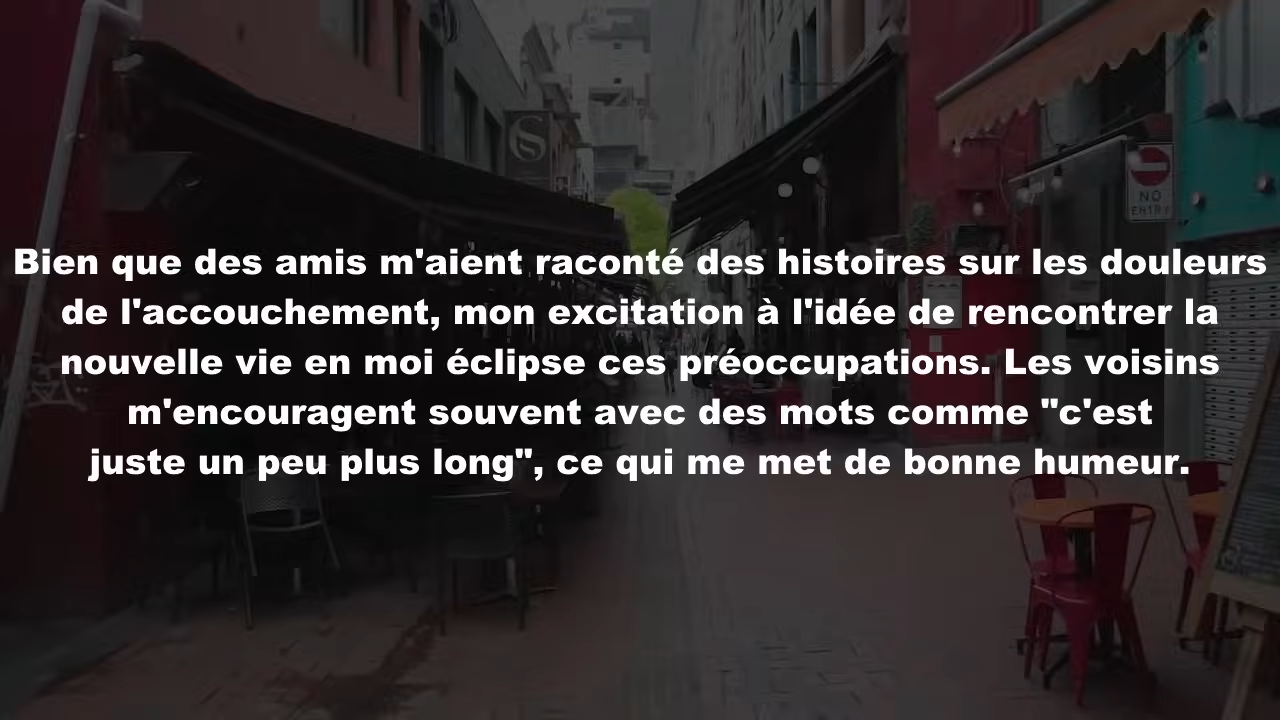 S
NO
ENTRY
Bien que des amis m'aient raconté des histoires sur les douleurs
de l'accouchement, mon excitation à l'idée de rencontrer la
nouvelle vie en moi éclipse ces préoccupations. Les voisins
m'encouragent souvent avec des mots comme "c'est
juste un peu plus long", ce qui me met de bonne humeur.